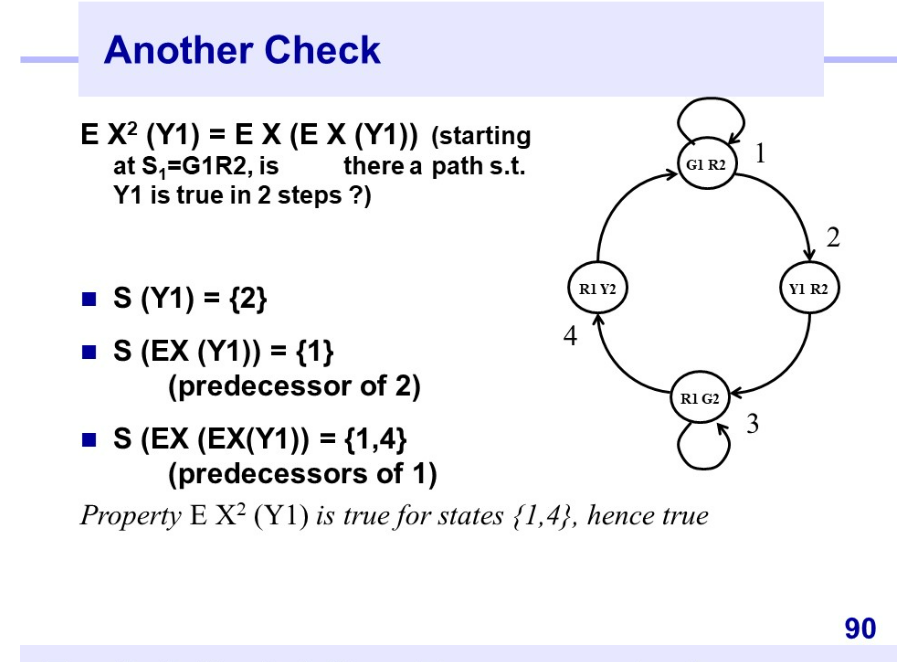 Another Check
E X² (Y1) = E X (E X (Y1)) (starting
at S₁=G1R2, is there a path s.t.
Y1 is true in 2 steps ?)
■ S (Y1) = {2}
■ S (EX (Y1)) = {1}
(predecessor of 2)
■ S (EX (EX(Y1)) = {1,4}
(predecessors of 1)
Property E X² (Y1) is true for states {1,4}, hence true
G1 R2
1
2
R1 Y2
Y1 R2
4
R1 G2
3
90